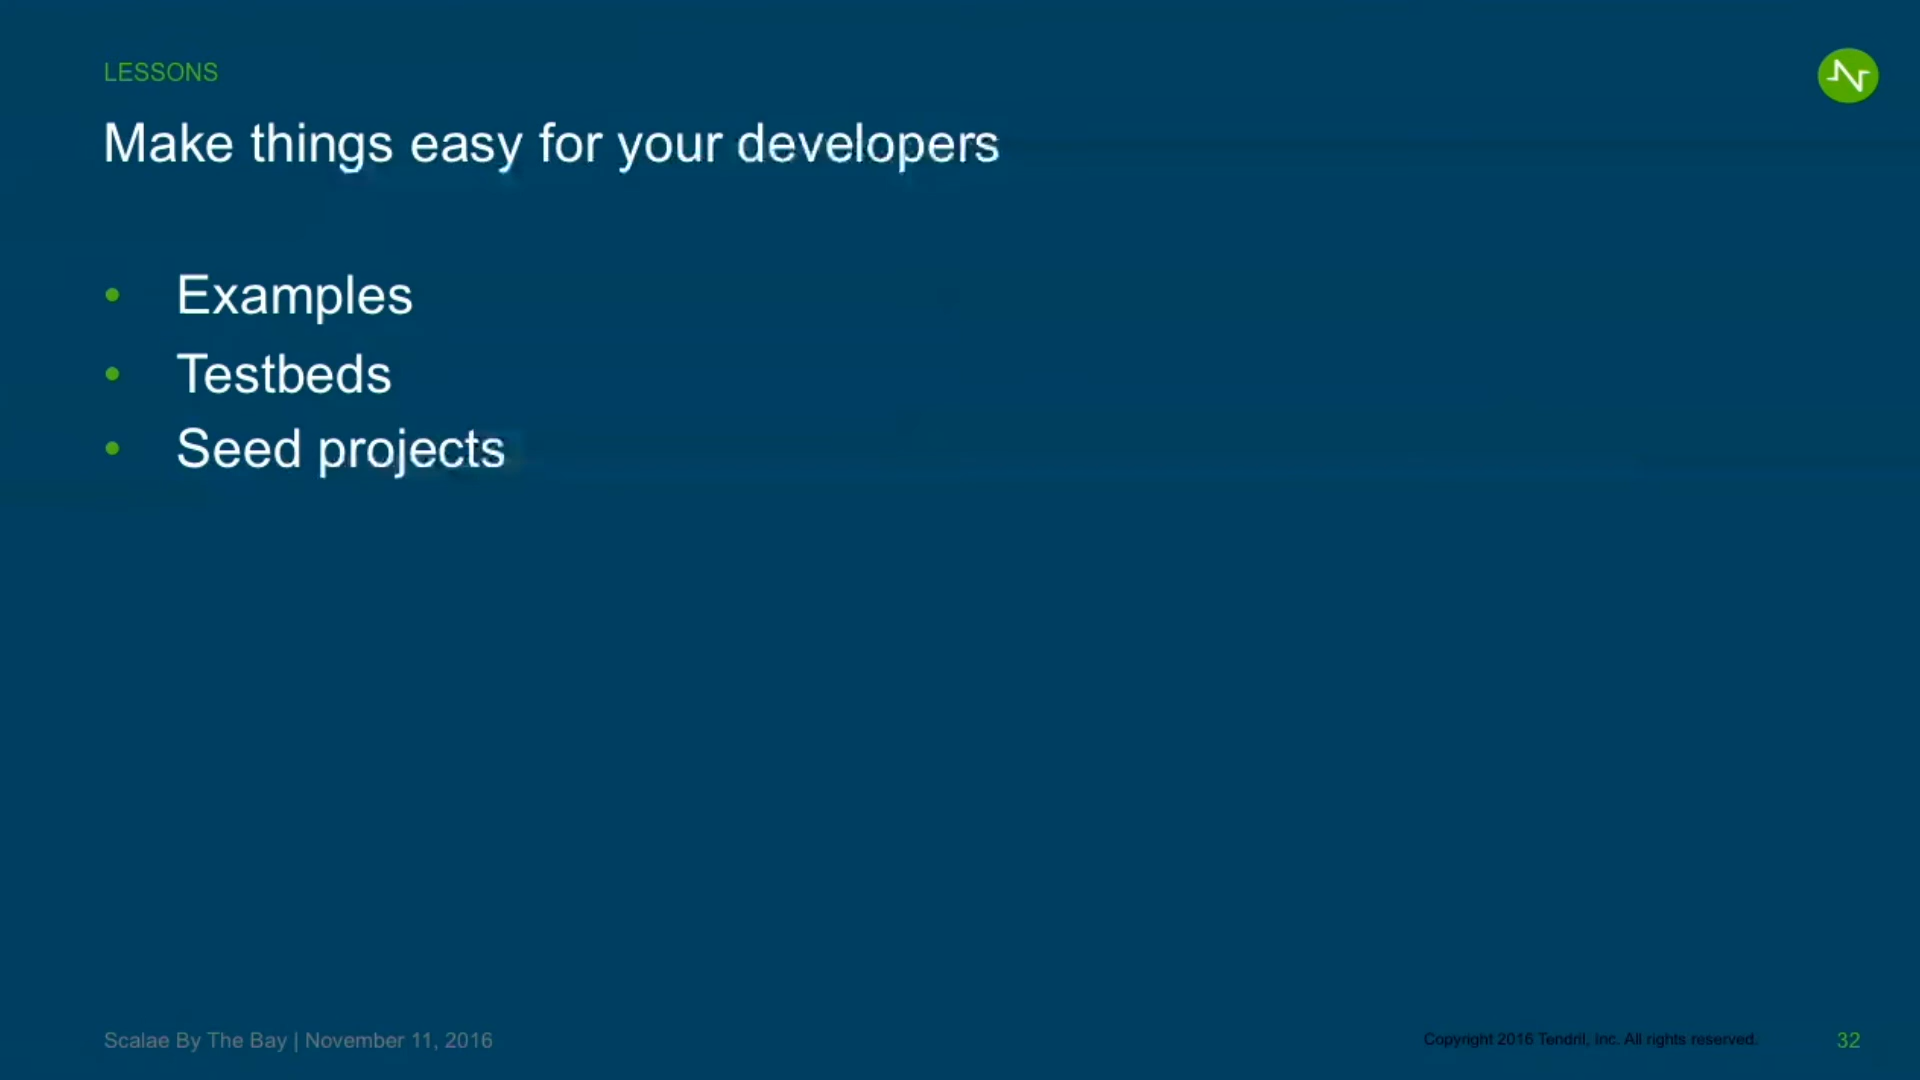 LESSONS
Make things easy for your developers
• Examples
• Testbeds
• Seed projects
Scalae By The Bay | November 11, 2016
Copyright 2016 Tendril, Inc. All rights reserved.
32